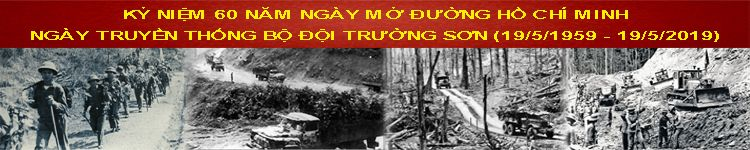 KỶ NIỆM 60 NĂM NGÀY MỞ ĐƯỜNG HỒ CHÍ MINH
NGÀY TRUYỀN THỐNG BỘ ĐỘI TRƯỜNG SƠN (19/5/1959 - 19/5/2019)